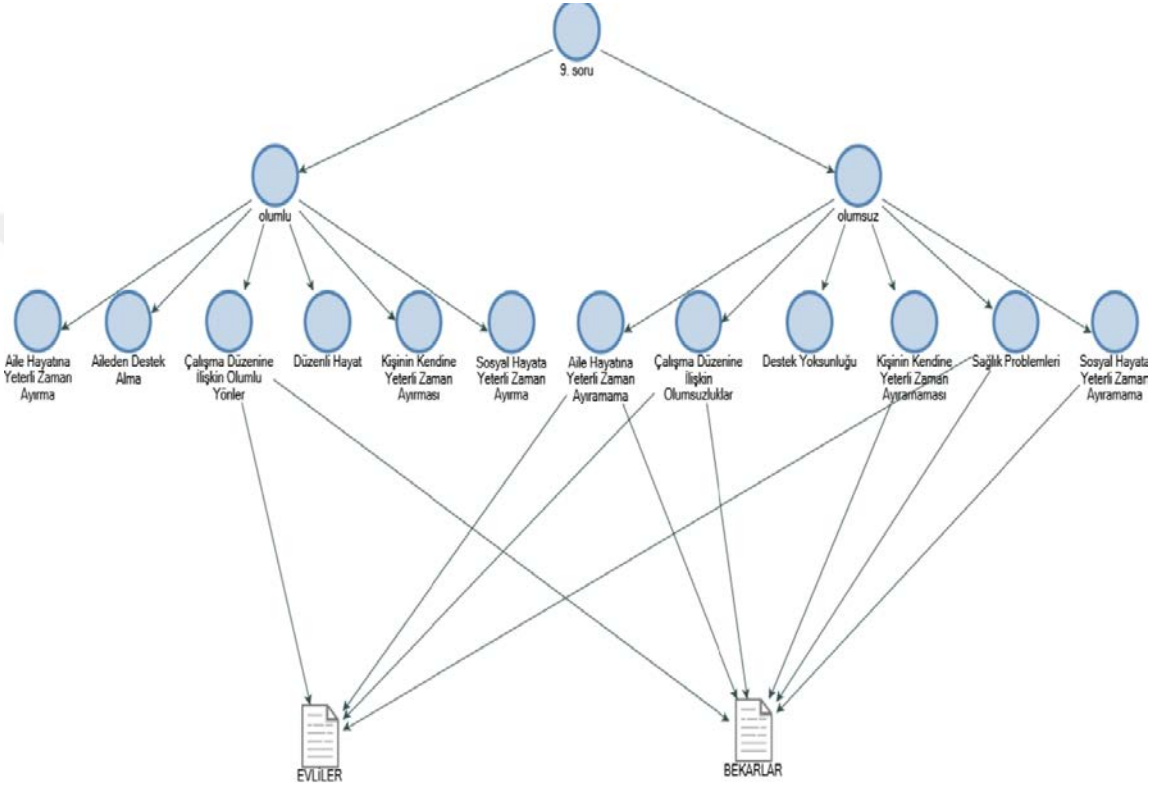 9. soru
olumlu
olumsuz
Aile Hayatına
Yeterli Zaman
Ayırma
Aileden Destek
Alma
Çalışma Düzenine
İlişkin Olumlu
Yönler
Düzenli Hayat
Kişinin Kendine
Yeterli Zaman
Ayırması
Sosyal Hayata
Yeterli Zaman
Ayırma
Aile Hayatına
Yeterli Zaman
Ayıramama
Çalışma Düzenine
İlişkin
Olumsuzluklar
Destek Yoksunluğu
Kişinin Kendine
Yeterli Zaman
Ayıramaması
Sağlık Problemleri
Sosyal Hayata
Yeterli Zaman
Ayıramama
EVLİLER
BEKARLAR